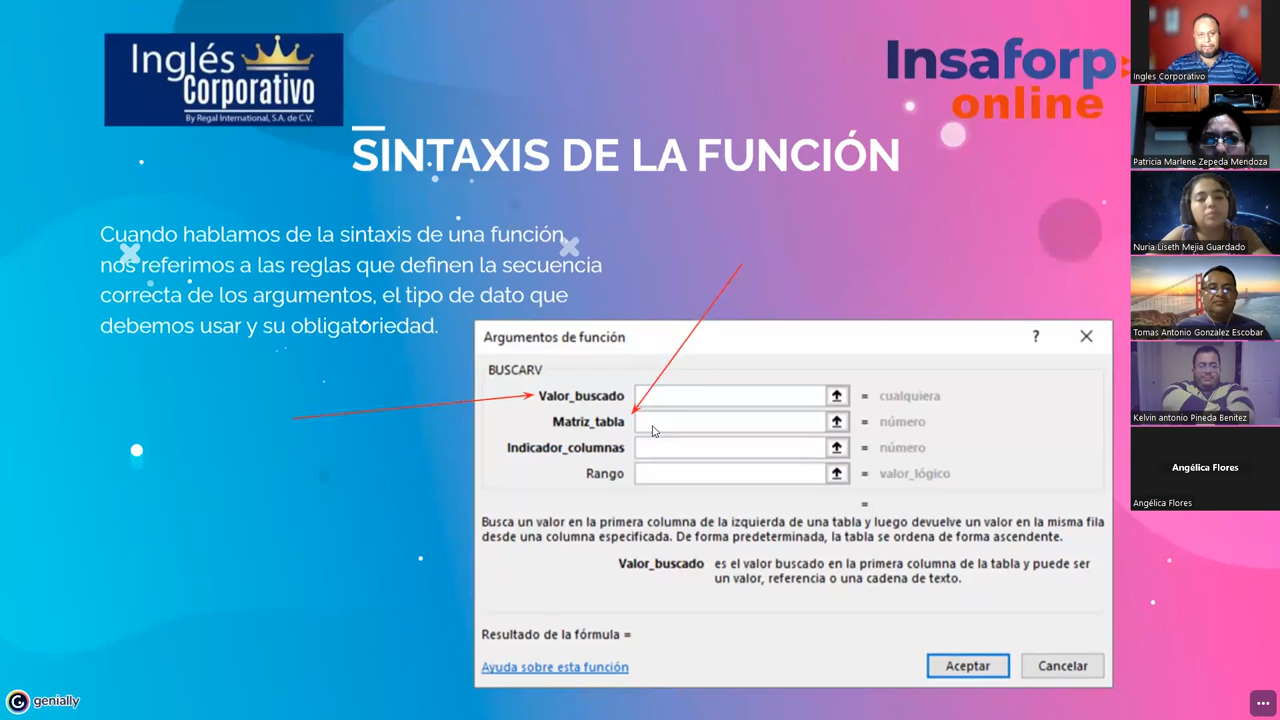 Inglés
Corporativo
By Regal International, S.A. de C.V.
Insaforp
online
SINTAXIS DE LA FUNCIÓN
Cuando hablamos de la sintaxis de una función,
nos referimos a las reglas que definen la secuencia
correcta de los argumentos, el tipo de dato que
debemos usar y su obligatoriedad.
Argumentos de función
?
BUSCARV
Valor_buscado = cualquiera
Matriz_tabla = número
Indicador_columnas = número
Rango = valor_lógico
=
Busca un valor en la primera columna de la izquierda de una tabla y luego devuelve un valor en la misma fila
desde una columna especificada. De forma predeterminada, la tabla se ordena de forma ascendente.
Valor_buscado es el valor buscado en la primera columna de la tabla y puede ser
un valor, referencia o una cadena de texto.
Resultado de la fórmula =
Ayuda sobre esta función
Aceptar
Cancelar
genially
Ingles Corporativo
Patricia Marlene Zepeda Mendoza
Nuria Liseth Mejia Guardado
Tomas Antonio Gonzalez Escobar
Kelvin antonio Pineda Benitez
Angélica Flores
Angélica Flores